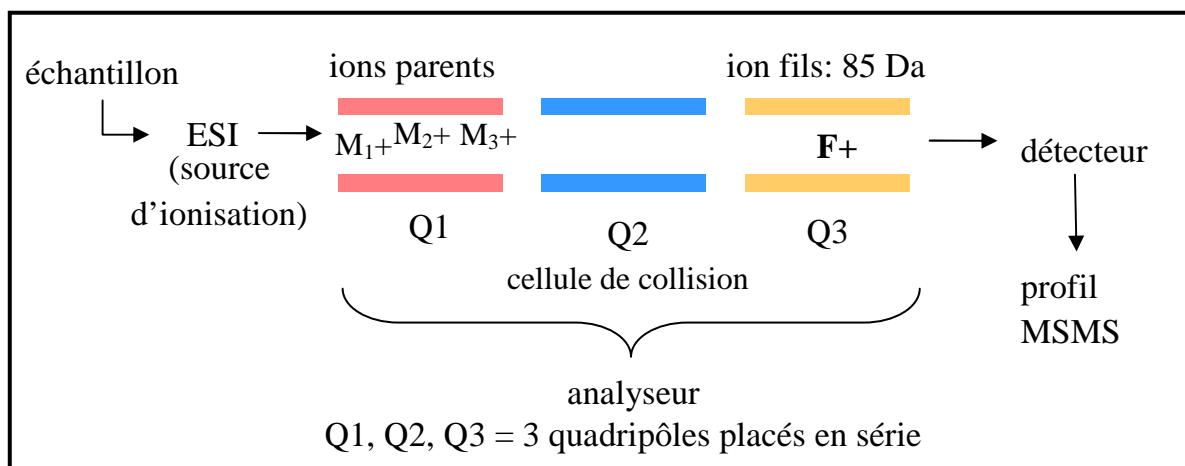 échantillon
ions parents
ion fils: 85 Da
ESI
(source
d’ionisation)
M1+ M2+ M3+
F+
détecteur
Q1
Q2
Q3
cellule de collision
profil
MSMS
analyseur
Q1, Q2, Q3 = 3 quadripôles placés en série